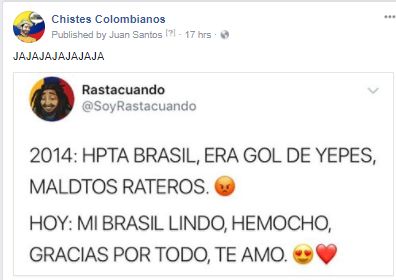 Chistes Colombianos
Published by Juan Santos [?] · 17 hrs ·
JAJAJAJAJAJAJA
Rastacuando
@SoyRastacuando
2014: HPTA BRASIL, ERA GOL DE YEPES,
MALDTOS RATEROS. 😡
HOY: MI BRASIL LINDO, HEMOCHO,
GRACIAS POR TODO, TE AMO. 😍❤️